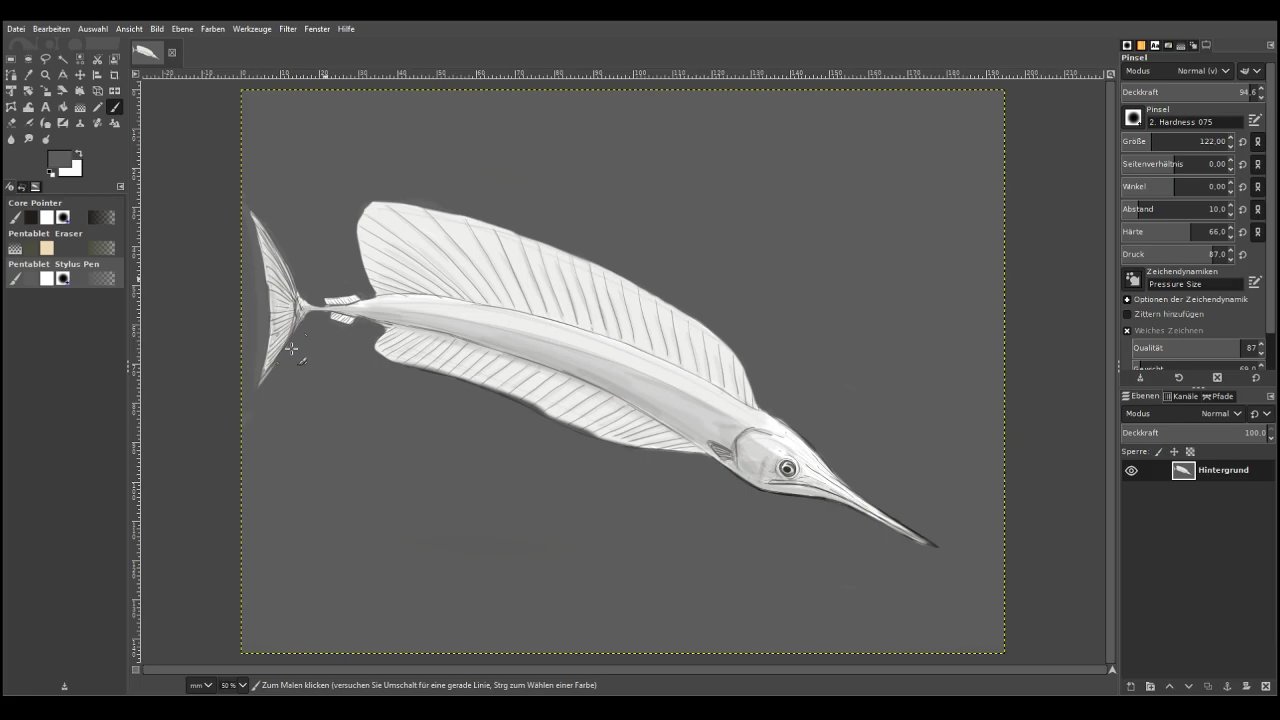 Datei Bearbeiten Auswahl Ansicht Bild Ebene Farben Werkzeuge Filter Fenster Hilfe
Pinsel
Modus Normal (v)
Deckkraft 94,6
Pinsel
2. Hardness 075
Größe 122,00
Seitenverhältnis 0,00
Winkel 0,00
Abstand 10,0
Härte 66,0
Druck 87,0
Zeichendynamiken
Pressure Size
Optionen der Zeichendynamik
Zittern hinzufügen
Weiches Zeichnen
Qualität 87
Core Pointer
Pentablet Eraser
Pentablet Stylus Pen
Ebenen Kanäle Pfade
Modus Normal
Deckkraft 100,0
Sperre:
Hintergrund
mm 50 % Zum Malen klicken (versuchen Sie Umschalt für eine gerade Linie, Strg zum Wählen einer Farbe)